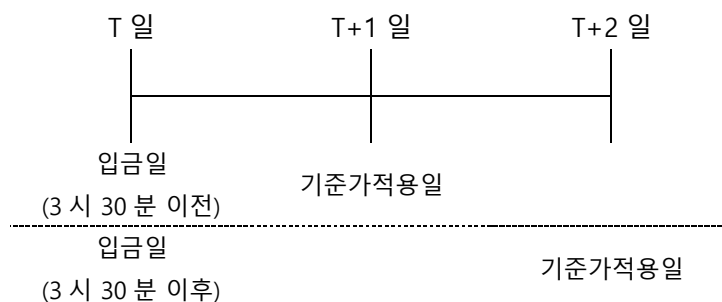 T 일 T+1 일 T+2 일
입금일
(3 시 30 분 이전)
기준가적용일
입금일
(3 시 30 분 이후)
기준가적용일